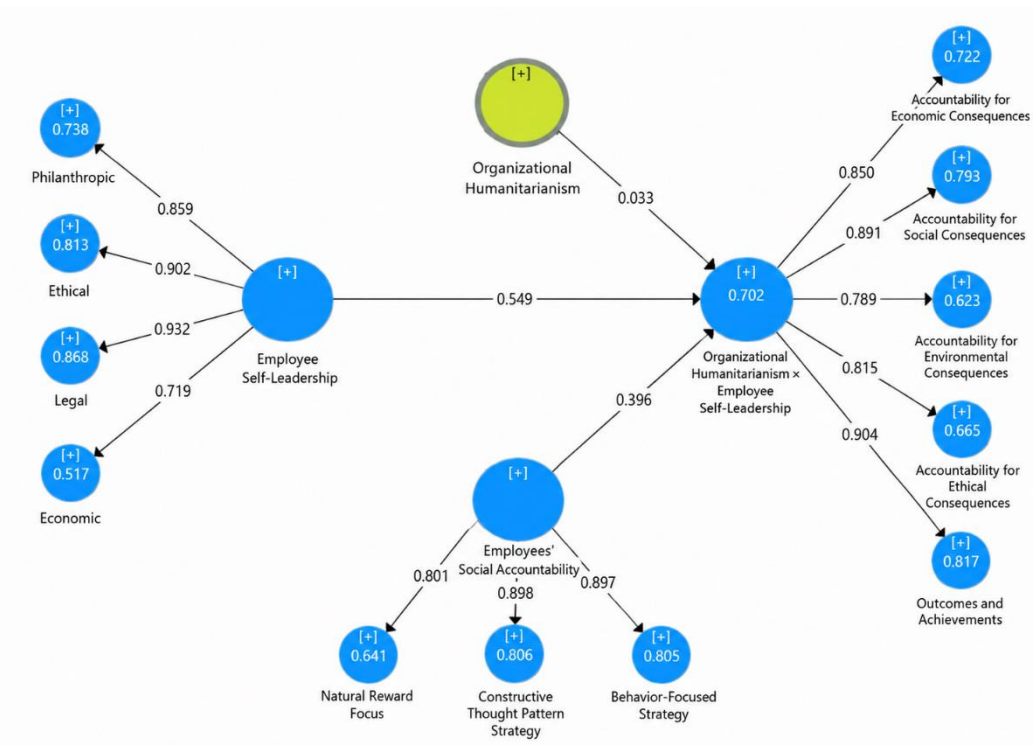 [+]
0.738
Philanthropic
[+]
0.813
Ethical
[+]
0.868
Legal
[+]
0.517
Economic
0.859
0.902
0.932
0.719
[+]
Employee
Self-Leadership
[+]
Organizational
Humanitarianism
0.033
0.549
0.396
[+]
Employees'
Social Accountability
0.801
0.898
0.897
[+]
0.641
Natural Reward
Focus
[+]
0.806
Constructive
Thought Pattern
Strategy
[+]
0.805
Behavior-Focused
Strategy
[+]
0.702
Organizational
Humanitarianism ×
Employee
Self-Leadership
0.850
0.891
0.789
0.815
0.904
[+]
0.722
Accountability for
Economic Consequences
[+]
0.793
Accountability for
Social Consequences
[+]
0.623
Accountability for
Environmental
Consequences
[+]
0.665
Accountability for
Ethical
Consequences
[+]
0.817
Outcomes and
Achievements